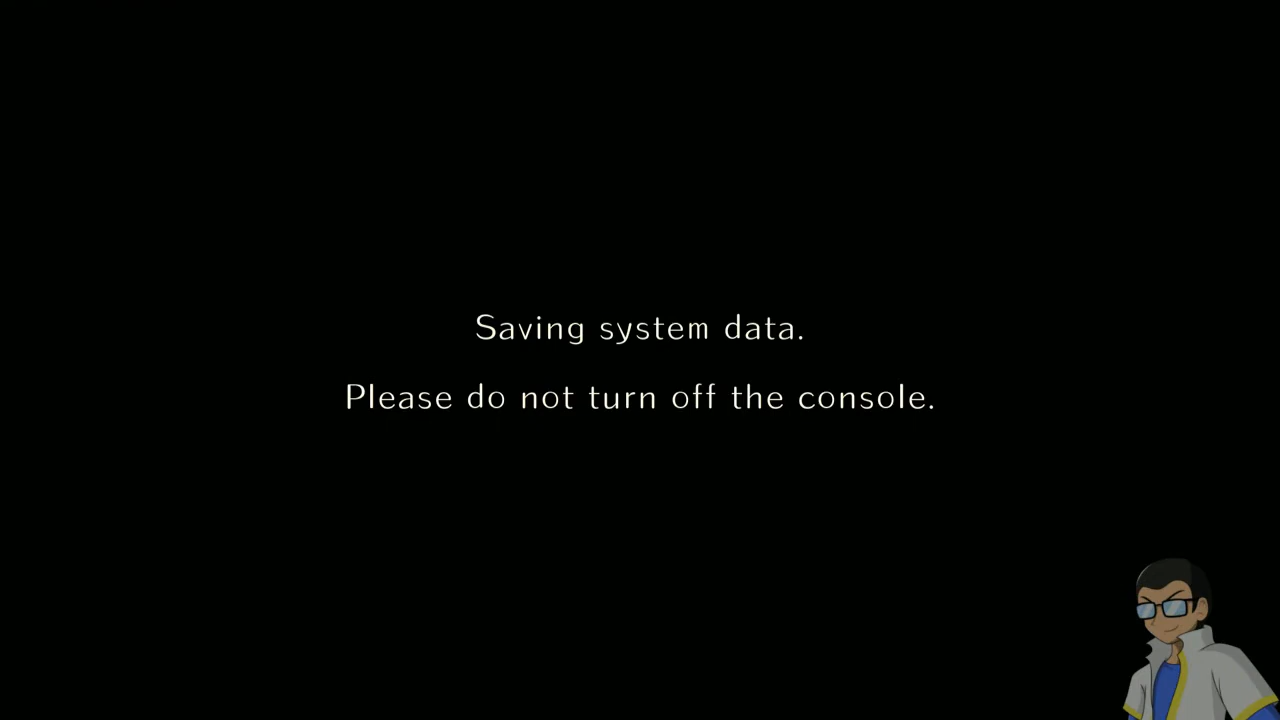 Saving system data.
Please do not turn off the console.